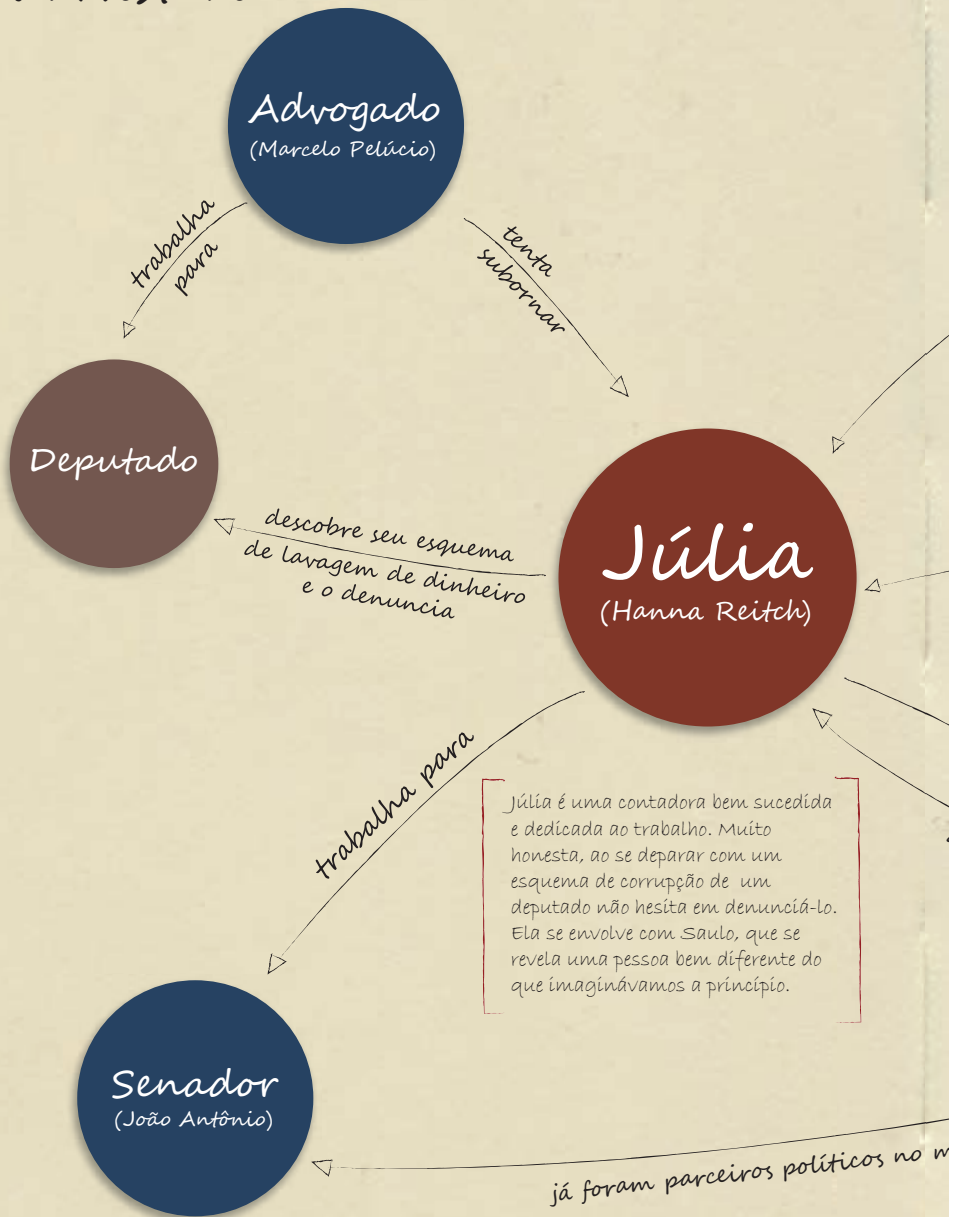 Advogado
(Marcelo Pelúcio)
trabalha
para
tenta
subornar
Deputado
descobre seu esquema
de lavagem de dinheiro
e o denuncia
Júlia
(Hanna Reitch)
trabalha para
Júlia é uma contadora bem sucedida
e dedicada ao trabalho. Muito
honesta, ao se deparar com um
esquema de corrupção de um
deputado não hesita em denunciá-lo.
Ela se envolve com Saulo, que se
revela uma pessoa bem diferente do
que imaginávamos a princípio.
Senador
(João Antônio)
já foram parceiros políticos no